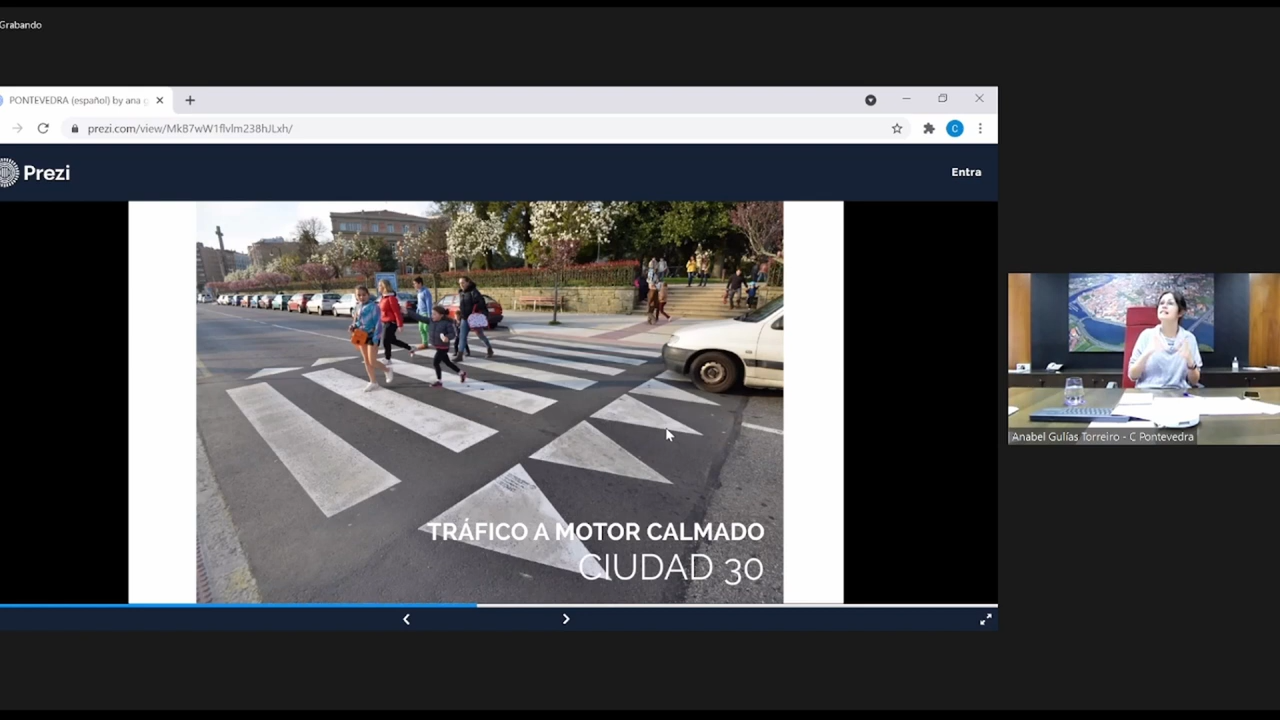 Grabando
PONTEVEDRA (español) by ana g
prezi.com/view/MkB7wW1flvlm238hJLxh/
C
Prezi
Entra
TRÁFICO A MOTOR CALMADO
CIUDAD 30
Anabel Gulías Torreiro - C Pontevedra